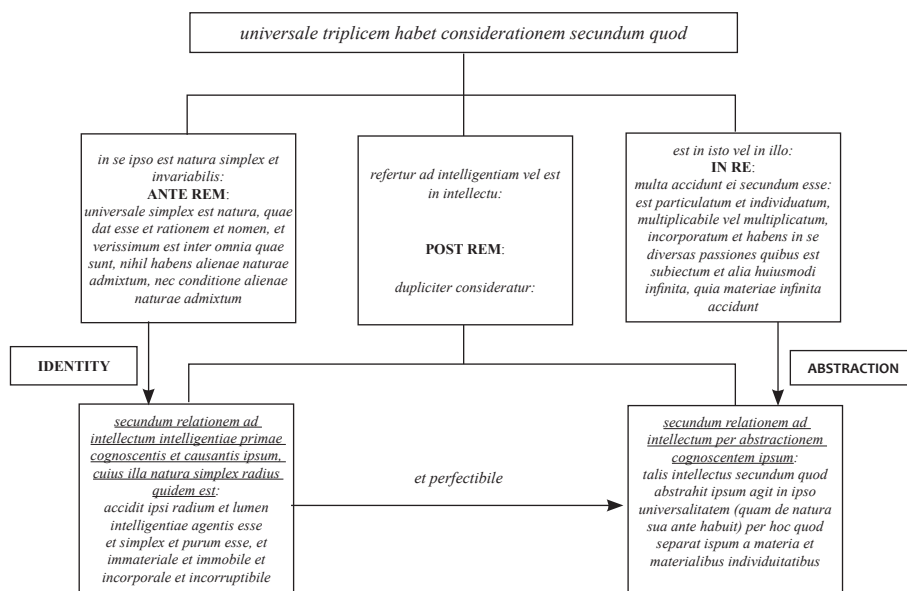 universale triplicem habet considerationem secundum quod
in se ipso est natura simplex et
invariabilis:
ANTE REM:
universale simplex est natura, quae
dat esse et rationem et nomen, et
verissimum est inter omnia quae
sunt, nihil habens alienae naturae
admixtum, nec conditione alienae
naturae admixtum
refertur ad intelligentiam vel est
in intellectu:
POST REM:
dupliciter consideratur:
est in isto vel in illo:
IN RE:
multa accidunt ei secundum esse:
est particulatum et individuatum,
multiplicabile vel multiplicatum,
incorporatum et habens in se
diversas passiones quibus est
subiectum et alia huiusmodi
infinita, quia materiae infinita
accidunt
IDENTITY
ABSTRACTION
secundum relationem ad
intellectum intelligentiae primae
cognoscentis et causantis ipsum,
cuius illa natura simplex radius
quidem est:
accidit ipsi radium et lumen
intelligentiae agentis esse
et simplex et purum esse, et
immateriale et immobile et
incorporale et incorruptibile
et perfectibile
secundum relationem ad
intellectum per abstractionem
cognoscentem ipsum:
talis intellectus secundum quod
abstrahit ipsum agit in ipso
universalitatem (quam de natura
sua ante habuit) per hoc quod
separat ispum a materia et
materialibus individuitatibus